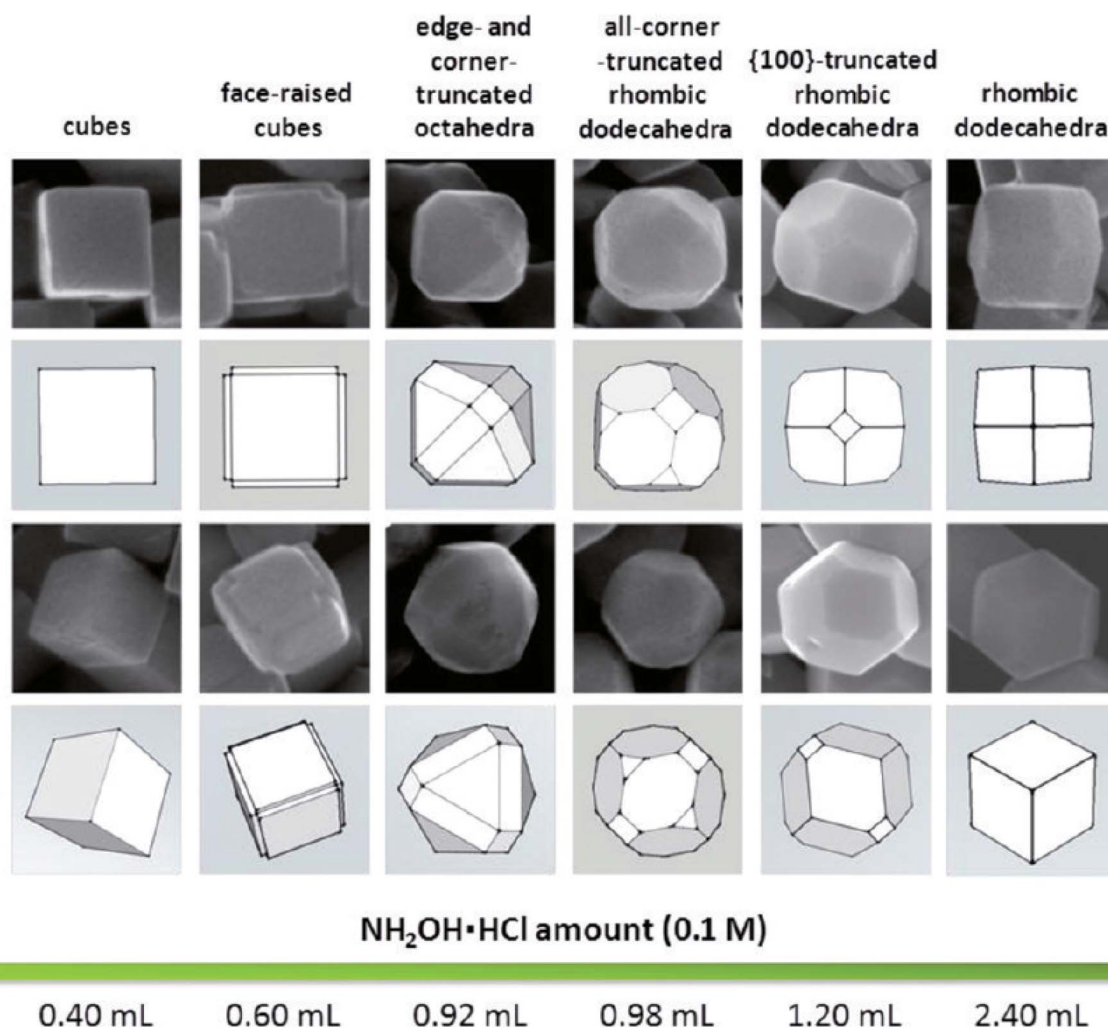 cubes
face-raised
cubes
edge- and
corner-
truncated
octahedra
all-corner
-truncated
rhombic
dodecahedra
{100}-truncated
rhombic
dodecahedra
rhombic
dodecahedra
NH₂OH·HCl amount (0.1 M)
0.40 mL
0.60 mL
0.92 mL
0.98 mL
1.20 mL
2.40 mL